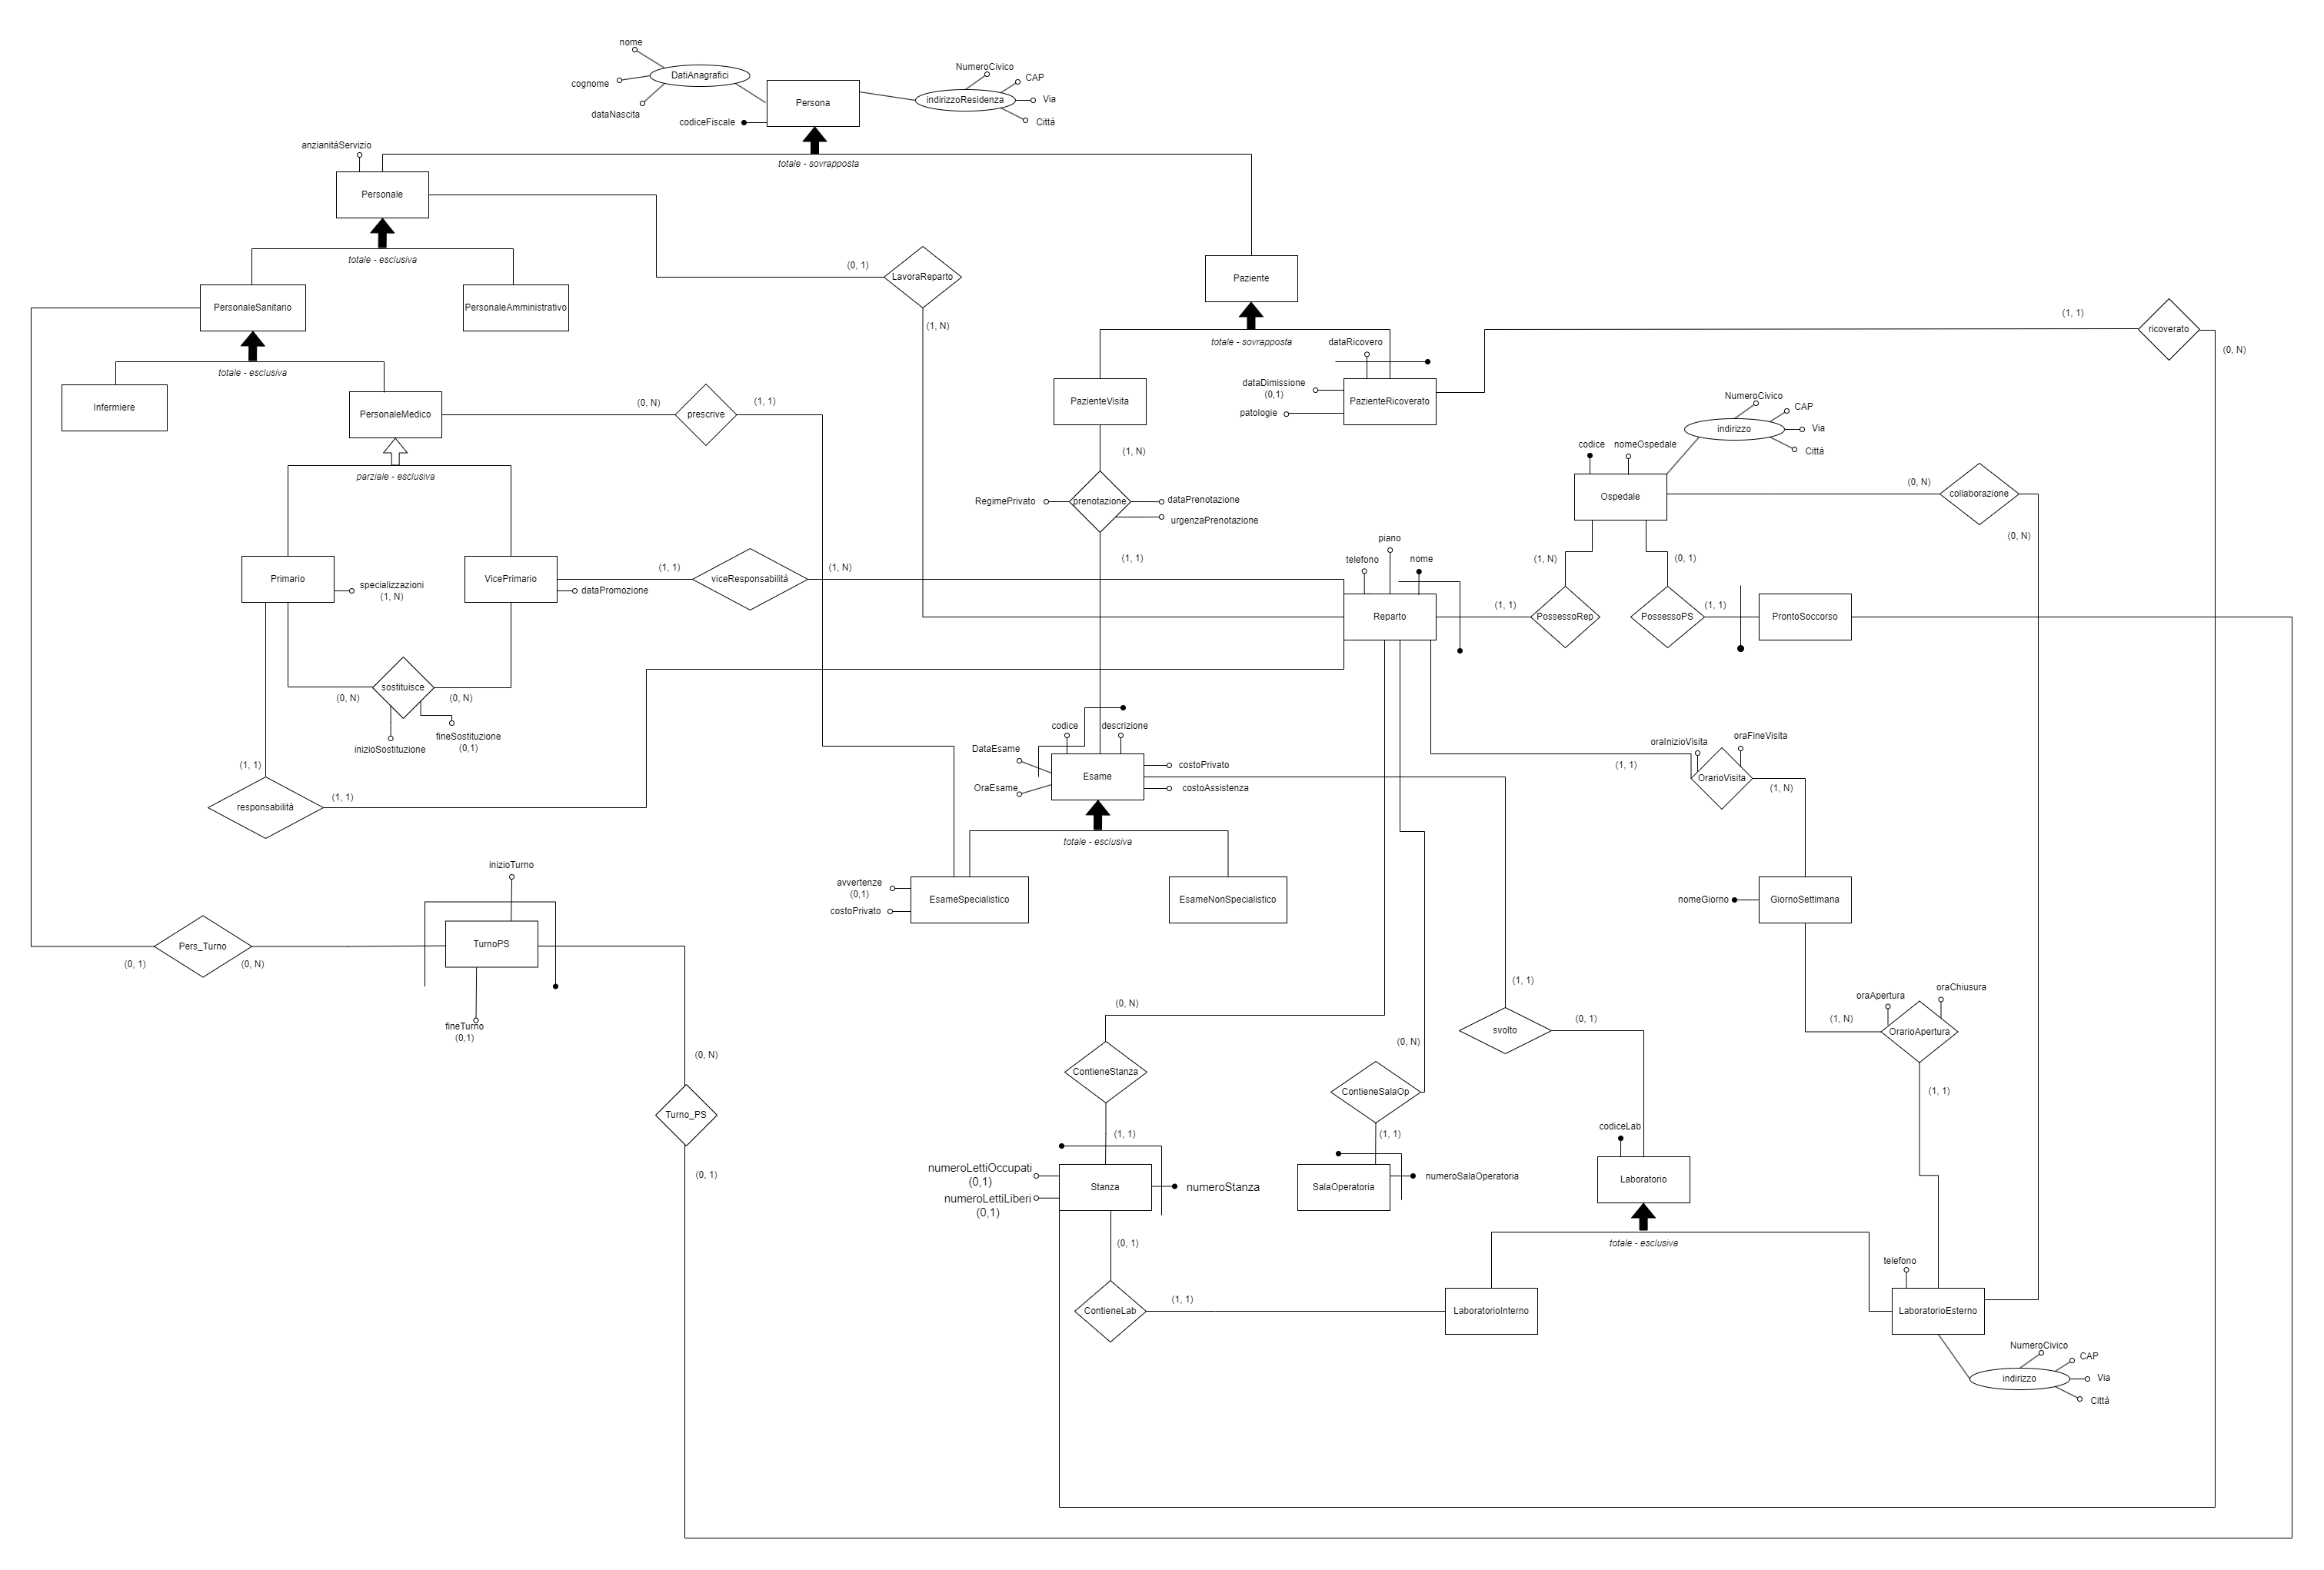 nome
DatiAnagrafici
cognome
dataNascita
Persona
codiceFiscale
NumeroCivico
CAP
indirizzoResidenza
Via
Città
totale - sovrapposta
anzianitàServizio
Personale
totale - esclusiva
PersonaleSanitario
PersonaleAmministrativo
totale - esclusiva
Infermiere
PersonaleMedico
parziale - esclusiva
(0, 1)
LavoraReparto
(1, N)
Paziente
totale - sovrapposta
dataRicovero
PazienteVisita
dataDimissione
(0,1)
patologie
PazienteRicoverato
(1, 1)
ricoverato
(0, N)
(0, N)
prescrive
(1, 1)
(1, N)
RegimePrivato
prenotazione
dataPrenotazione
urgenzaPrenotazione
(1, 1)
NumeroCivico
CAP
indirizzo
Via
Città
codice
nomeOspedale
Ospedale
(0, N)
collaborazione
(0, N)
(1, N)
(0, 1)
Primario
specializzazioni
(1, N)
VicePrimario
dataPromozione
(1, 1)
viceResponsabilità
(1, N)
piano
telefono
nome
Reparto
(1, 1)
PossessoRep
PossessoPS
(1, 1)
ProntoSoccorso
sostituisce
(0, N)
(0, N)
inizioSostituzione
fineSostituzione
(0,1)
(1, 1)
responsabilità
(1, 1)
codice
descrizione
DataEsame
OraEsame
Esame
costoPrivato
costoAssistenza
totale - esclusiva
avvertenze
(0,1)
costoPrivato
EsameSpecialistico
EsameNonSpecialistico
oraInizioVisita
oraFineVisita
(1, 1)
OrarioVisita
(1, N)
nomeGiorno
GiornoSettimana
inizioTurno
Pers_Turno
(0, 1)
(0, N)
TurnoPS
fineTurno
(0,1)
(0, N)
Turno_PS
(0, 1)
(0, N)
ContieneStanza
(1, 1)
(0, N)
ContieneSalaOp
(1, 1)
(1, 1)
svolto
(0, 1)
oraApertura
oraChiusura
(1, N)
OrarioApertura
(1, 1)
numeroLettiOccupati
(0,1)
numeroLettiLiberi
(0,1)
Stanza
numeroStanza
SalaOperatoria
numeroSalaOperatoria
codiceLab
Laboratorio
totale - esclusiva
(0, 1)
ContieneLab
(1, 1)
LaboratorioInterno
telefono
LaboratorioEsterno
NumeroCivico
CAP
indirizzo
Via
Città